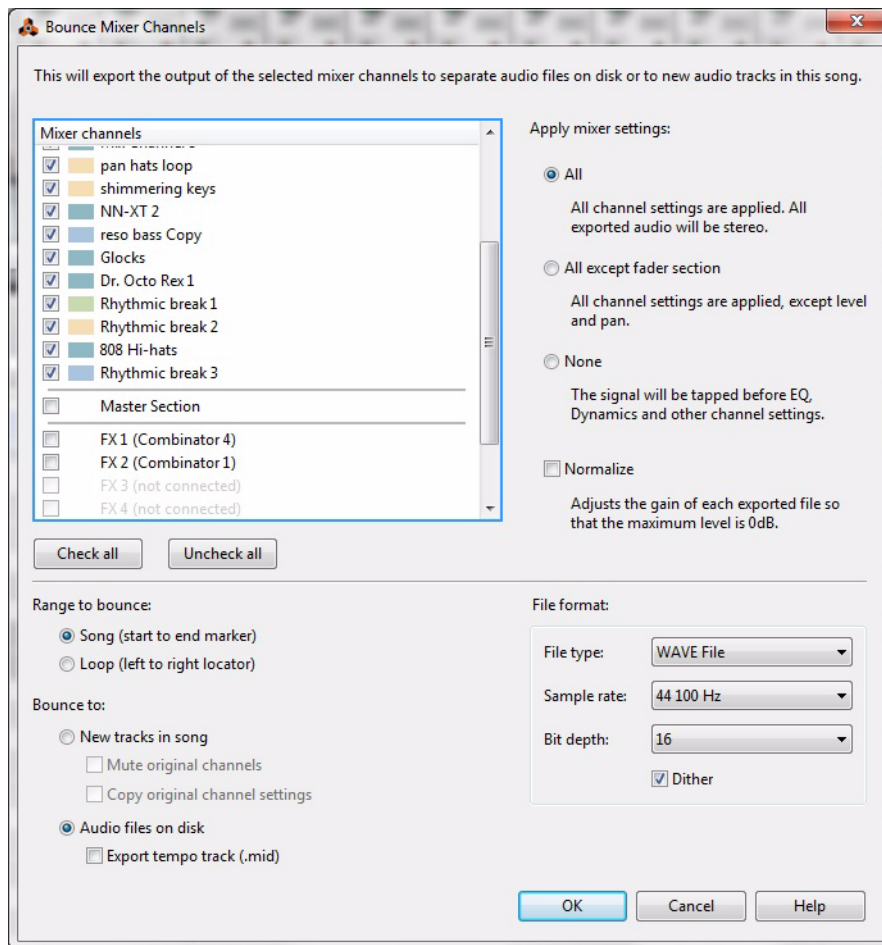 Bounce Mixer Channels
This will export the output of the selected mixer channels to separate audio files on disk or to new audio tracks in this song.
Mixer channels
pan hats loop
shimmering keys
NN-XT 2
reso bass Copy
Glocks
Dr. Octo Rex 1
Rhythmic break 1
Rhythmic break 2
808 Hi-hats
Rhythmic break 3
Master Section
FX 1 (Combinator 4)
FX 2 (Combinator 1)
FX 3 (not connected)
FX 4 (not connected)
Check all
Uncheck all
Apply mixer settings:
All
All channel settings are applied. All
exported audio will be stereo.
All except fader section
All channel settings are applied, except level
and pan.
None
The signal will be tapped before EQ,
Dynamics and other channel settings.
Normalize
Adjusts the gain of each exported file so
that the maximum level is 0dB.
Range to bounce:
Song (start to end marker)
Loop (left to right locator)
Bounce to:
New tracks in song
Mute original channels
Copy original channel settings
Audio files on disk
Export tempo track (.mid)
File format:
File type:
WAVE File
Sample rate:
44 100 Hz
Bit depth:
16
Dither
OK
Cancel
Help